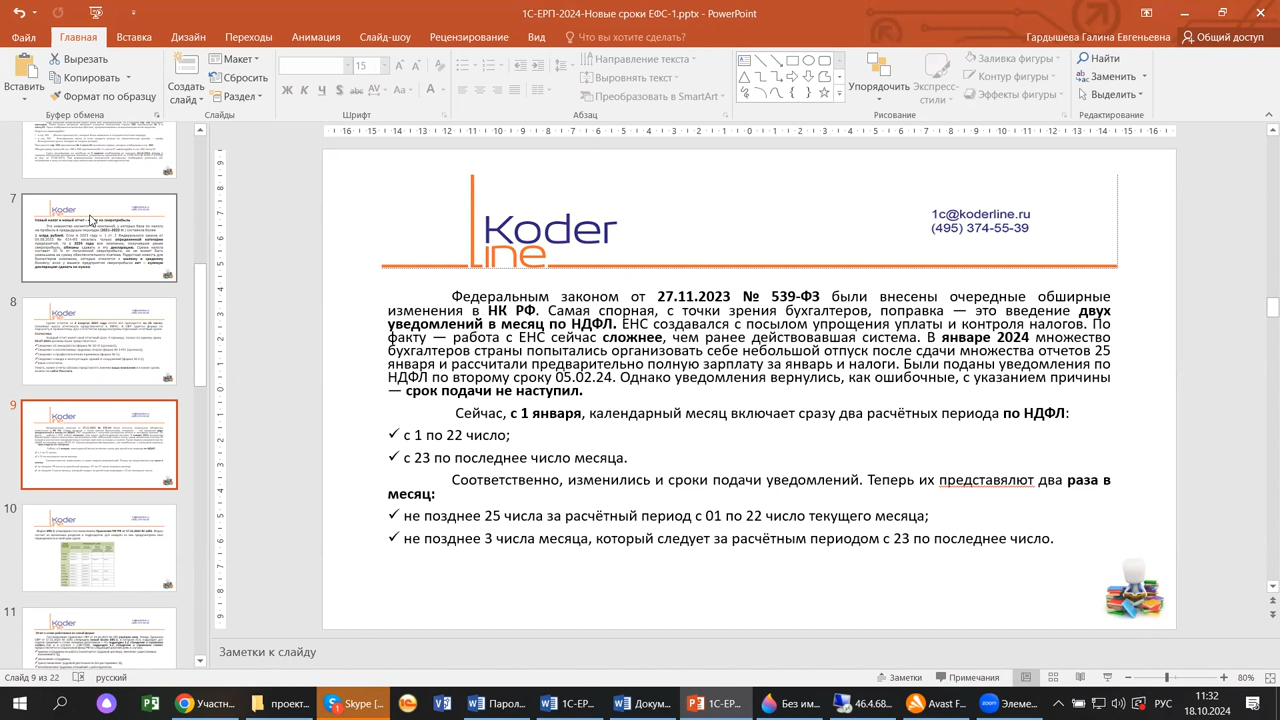 1С-ЕРП-2024-Новые сроки ЕФС-1.pptx - PowerPoint
Файл Главная Вставка Дизайн Переходы Анимация Слайд-шоу Рецензирование Вид Что вы хотите сделать? Гардышева Галина Евгеньевна Общий доступ
Вставить Вырезать Копировать Формат по образцу
Создать слайд Макет Сбросить Раздел
15
Ж К Ч S abc AV Aa А
Направление текста Выровнять текст Преобразовать в SmartArt
Упорядочить Экспресс-стили Заливка фигуры Контур фигуры Эффекты фигуры
Найти Заменить Выделить
Буфер обмена Слайды Шрифт Абзац Рисование Редактирование
7
8
9
10
11
Koder
line
1c@koderline.ru
(495) 374-55-39
Федеральным законом от 27.11.2023 № 539-ФЗ были внесены очередные обширные
изменения в НК РФ. Самая спорная, с точки зрения бухгалтеров, поправка — это введение двух
уведомлений в месяц по НДФЛ. ЕНС создавался с посылом упрощения уплаты и контроля налогов. По
факту — работа с ЕНС сейчас сложнее, чем ранее действовавшая система. В январе 2024 множество
бухгалтеров страны попытались организовать себе небольшой отпуск после сдачи множества отчетов 25
января и рассчитали предварительно полную зарплату за январь и налоги. Были поданы уведомления по
НДФЛ по второму сроку 05.02.24. Однако уведомления вернулись, как ошибочные, с указанием причины
— срок подачи не наступил.
Сейчас, с 1 января, календарный месяц включает сразу два расчётных периода по НДФЛ:
✓ с 1 по 22 число;
✓ с 23 по последнее число месяца.
Соответственно, изменились и сроки подачи уведомлений. Теперь их представялют два раза в
месяц:
✓ не позднее 25 числа за расчётный период с 01 по 22 число текущего месяца;
✓ не позднее 3 числа месяца, который следует за расчётным периодом с 23 по последнее число.
Заметки к слайду
Слайд 9 из 22 русский Заметки Примечания 80%
Участн... проект... Skype [... Парол... 1С-ЕР... Докум... 1С-ЕР... Без им... 46.4.68... Avast F... Элеме... РУС 11:32
18.10.2024